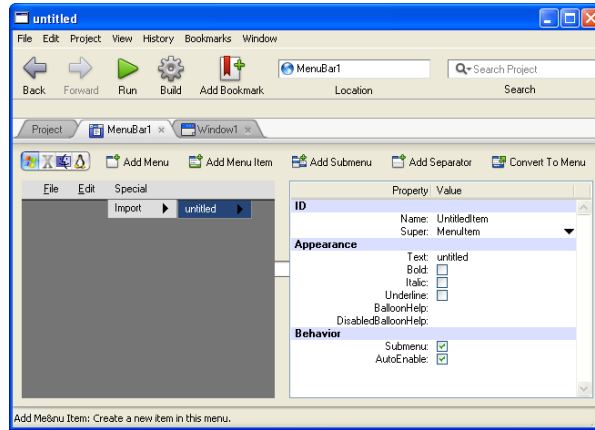 untitled
File Edit Project View History Bookmarks Window
MenuBar1 Search Project
Back Forward Run Build Add Bookmark Location Search
Project MenuBar1 × Window1 ×
Add Menu Add Menu Item Add Submenu Add Separator Convert To Menu
File Edit Special
Import untitled
Property Value
ID
Name: UntitledItem
Super: MenuItem
Appearance
Text: untitled
Bold:
Italic:
Underline:
BalloonHelp:
DisabledBalloonHelp:
Behavior
Submenu:
AutoEnable:
Add Me&nu Item: Create a new item in this menu.